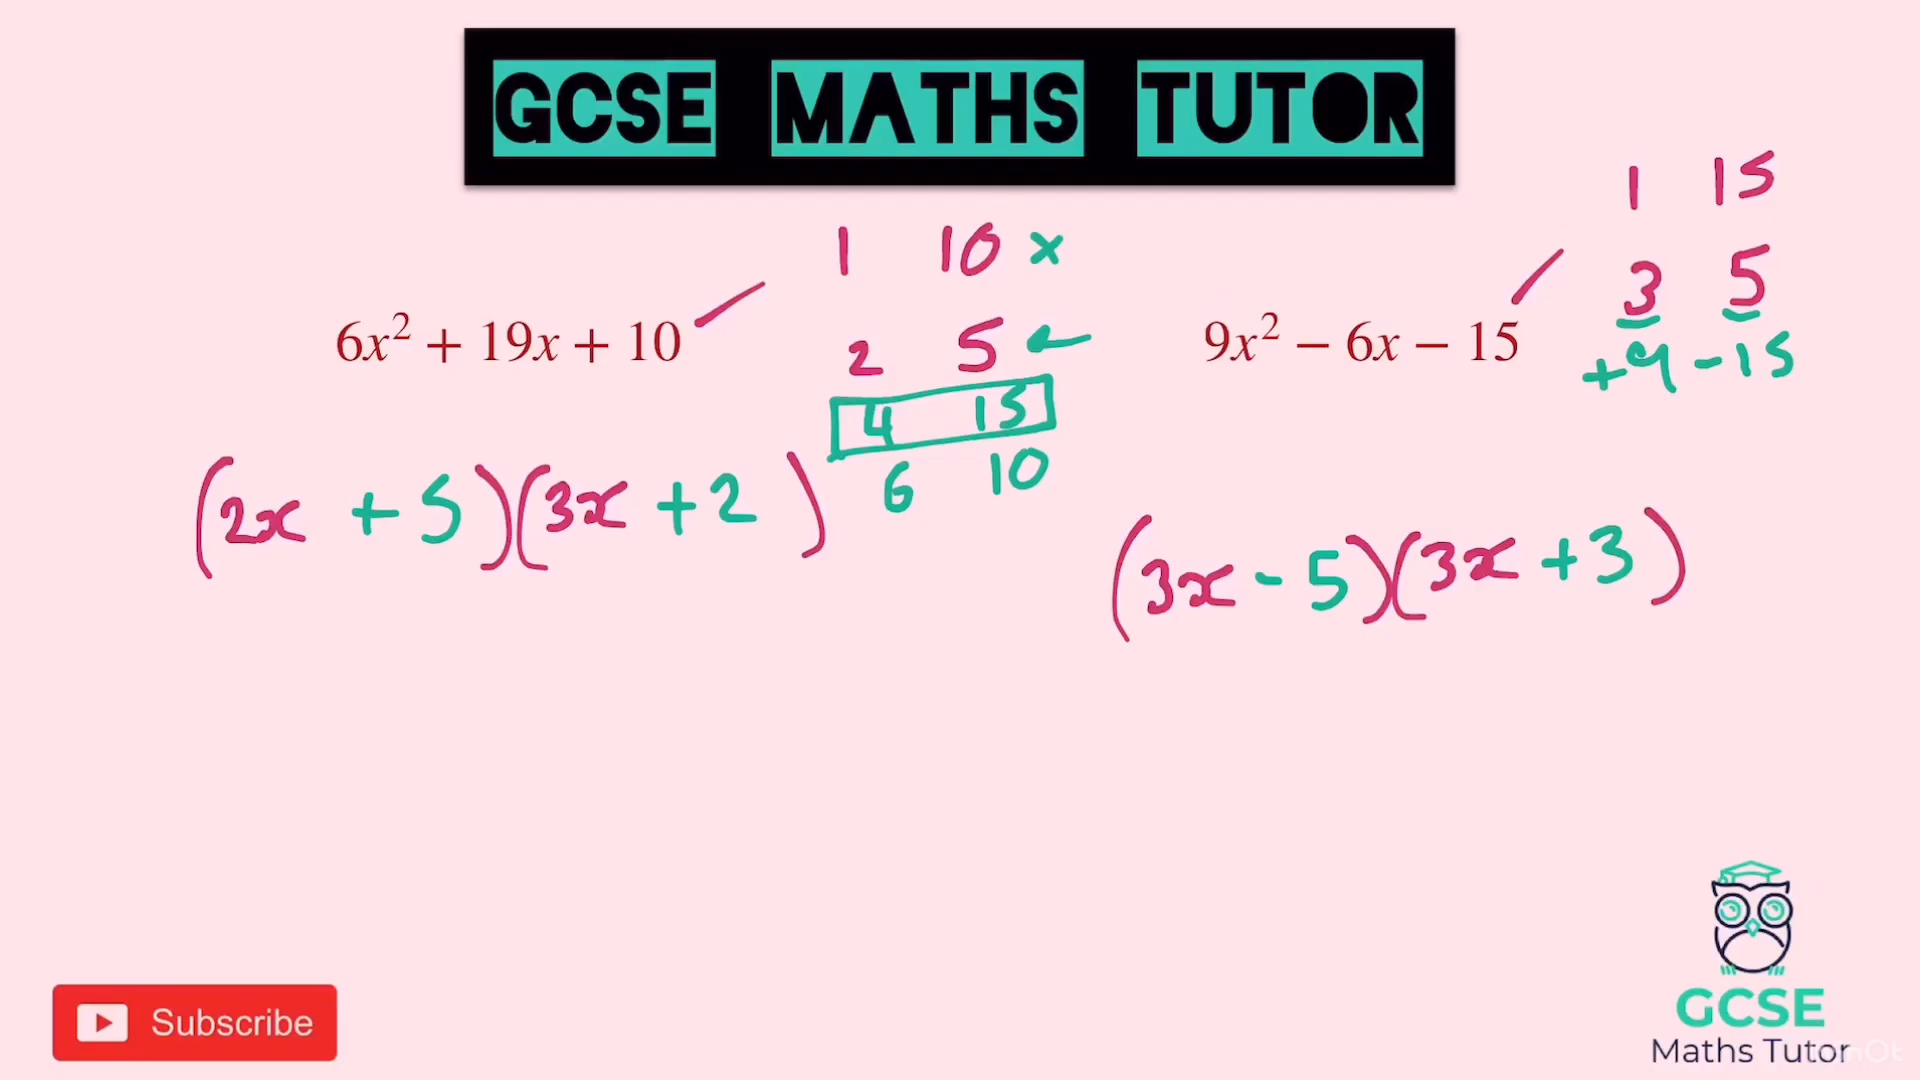 GCSE MATHS TUTOR
1 15
1 10 ×
3 5
6x² + 19x + 10
2 5
9x² − 6x − 15
+9 -15
4 15
6 10
(2x + 5)(3x + 2)
(3x - 5)(3x + 3)
Subscribe
GCSE
Maths Tutor